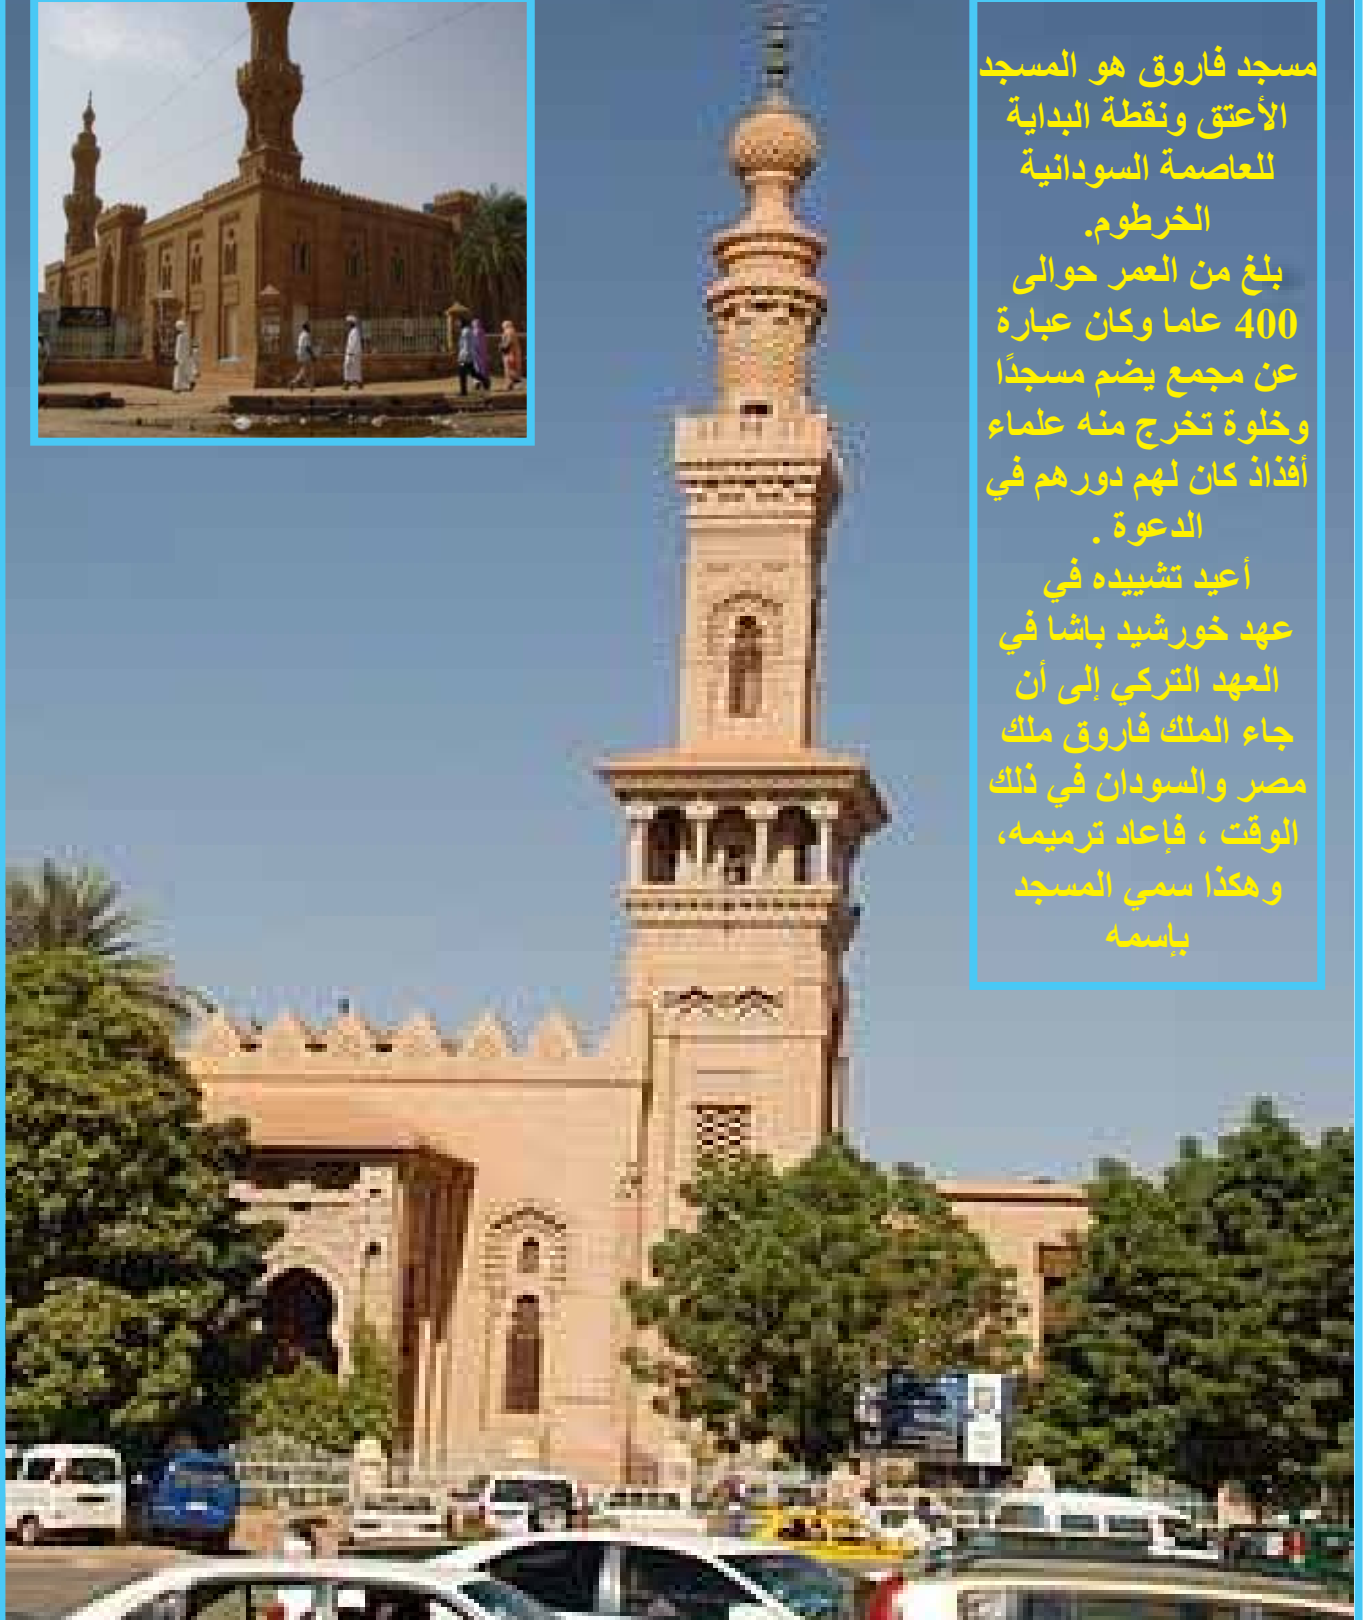 مسجد فاروق هو المسجد
الأعتق ونقطة البداية
للعاصمة السودانية
الخرطوم.
بلغ من العمر حوالى
400 عاما وكان عبارة
عن مجمع يضم مسجدًا
وخلوة تخرج منه علماء
أفذاذ كان لهم دورهم في
الدعوة .
أعيد تشييده في
عهد خورشيد باشا في
العهد التركي إلى أن
جاء الملك فاروق ملك
مصر والسودان في ذلك
الوقت ، فإعاد ترميمه،
وهكذا سمي المسجد
بإسمه